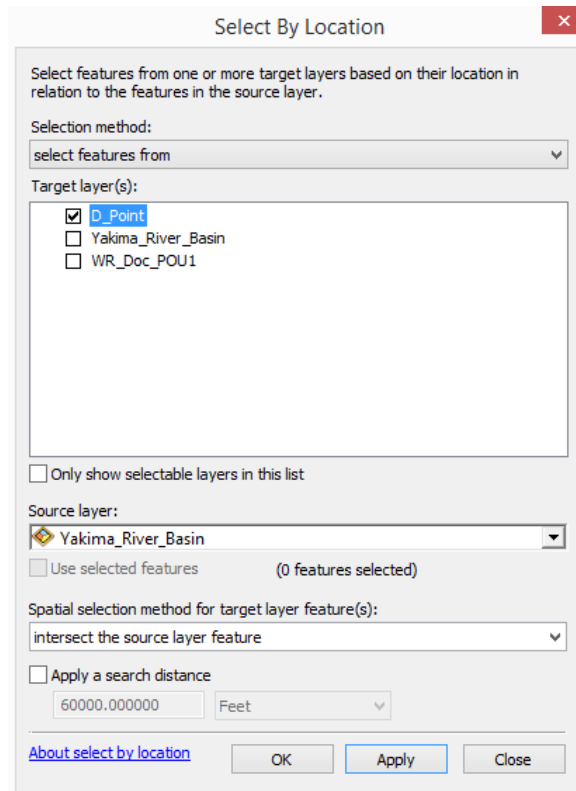 Select By Location
Select features from one or more target layers based on their location in
relation to the features in the source layer.
Selection method:
select features from
Target layer(s):
D_Point
Yakima_River_Basin
WR_Doc_POU1
Only show selectable layers in this list
Source layer:
Yakima_River_Basin
Use selected features (0 features selected)
Spatial selection method for target layer feature(s):
intersect the source layer feature
Apply a search distance
60000.000000 Feet
About select by location OK Apply Close